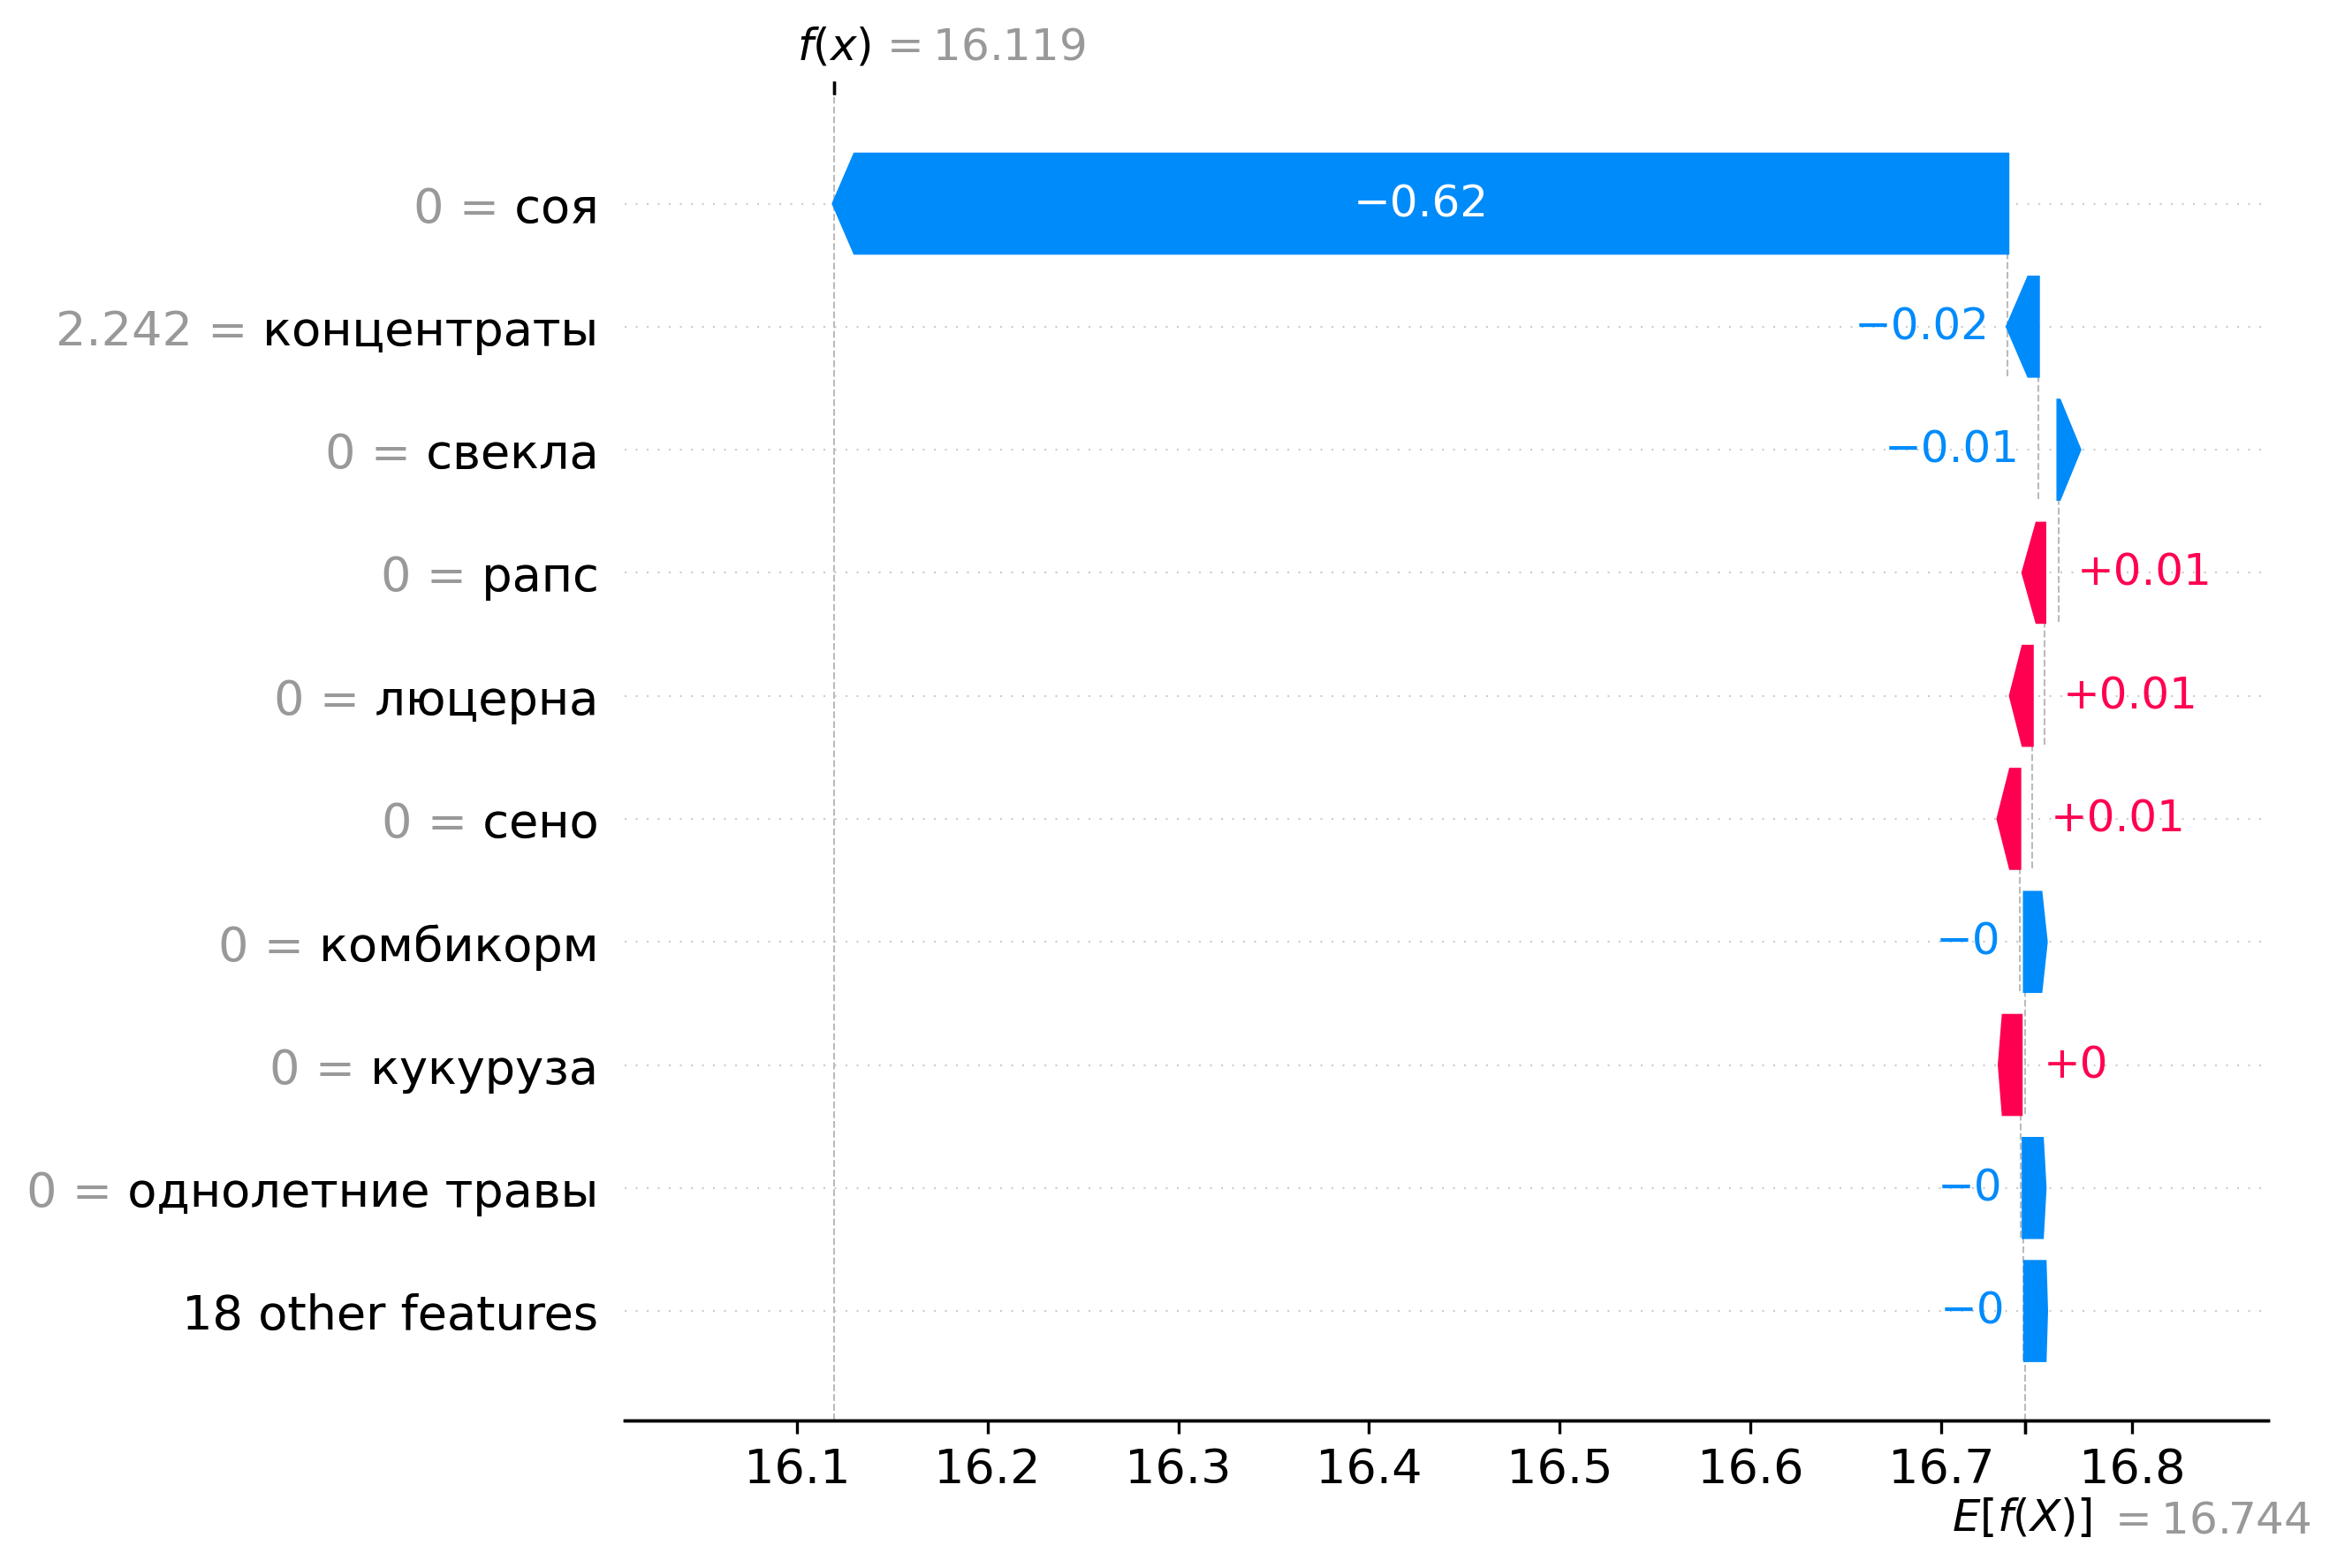 f(x) = 16.119
0 = соя
−0.62
2.242 = концентраты
−0.02
0 = свекла
−0.01
0 = рапс
+0.01
0 = люцерна
+0.01
0 = сено
+0.01
0 = комбикорм
−0
0 = кукуруза
+0
0 = однолетние травы
−0
18 other features
−0
16.1 16.2 16.3 16.4 16.5 16.6 16.7 16.8
E[f(X)] = 16.744